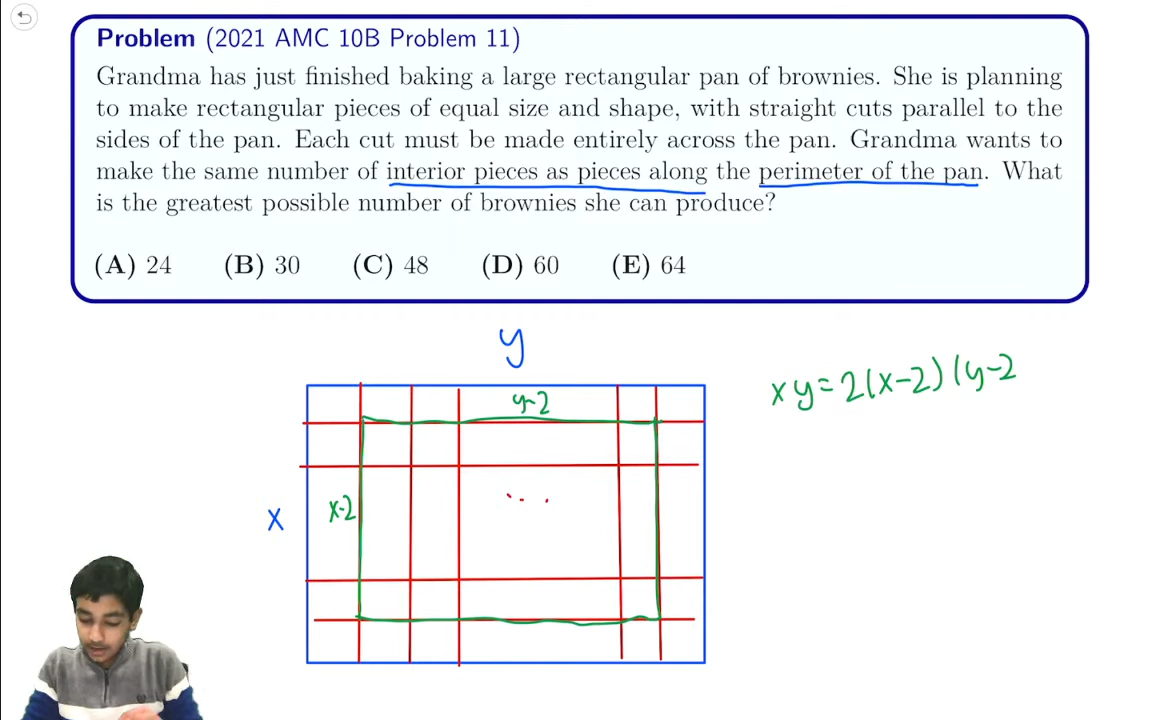 Problem (2021 AMC 10B Problem 11)
Grandma has just finished baking a large rectangular pan of brownies. She is planning
to make rectangular pieces of equal size and shape, with straight cuts parallel to the
sides of the pan. Each cut must be made entirely across the pan. Grandma wants to
make the same number of interior pieces as pieces along the perimeter of the pan. What
is the greatest possible number of brownies she can produce?
(A) 24 (B) 30 (C) 48 (D) 60 (E) 64
y
xy=2(x-2)(y-2
y-2
x-2
x